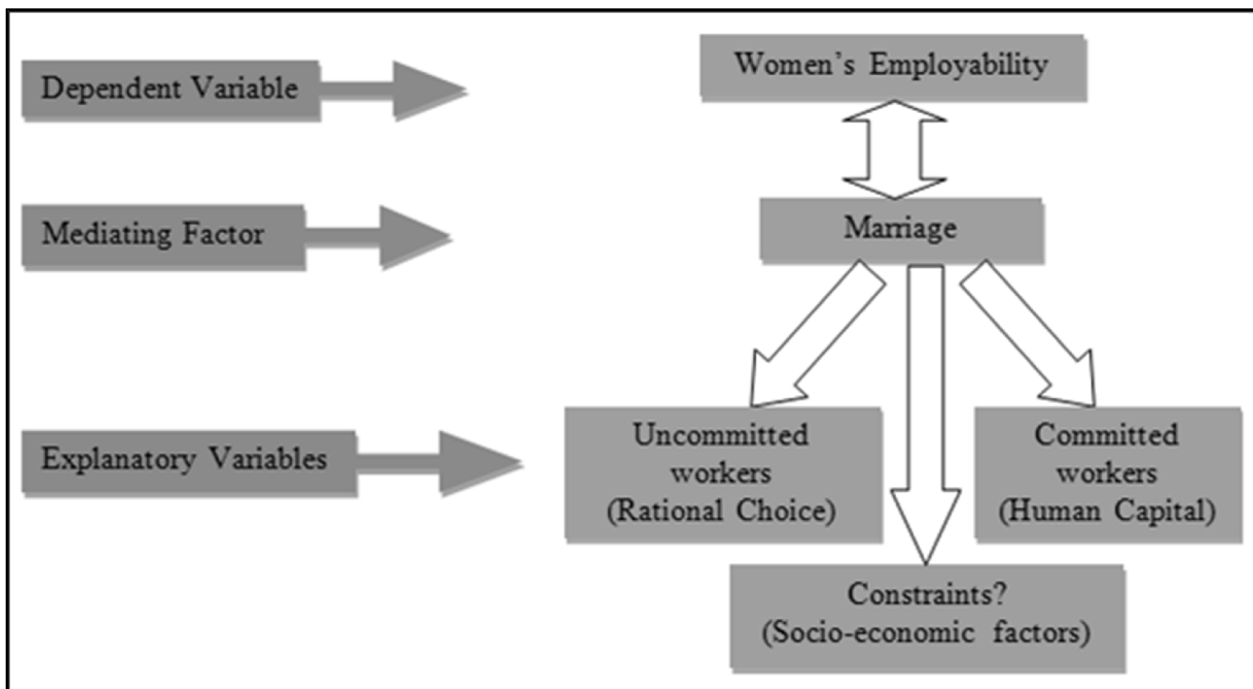 Dependent Variable
Women's Employability
Mediating Factor
Marriage
Explanatory Variables
Uncommitted
workers
(Rational Choice)
Committed
workers
(Human Capital)
Constraints?
(Socio-economic factors)